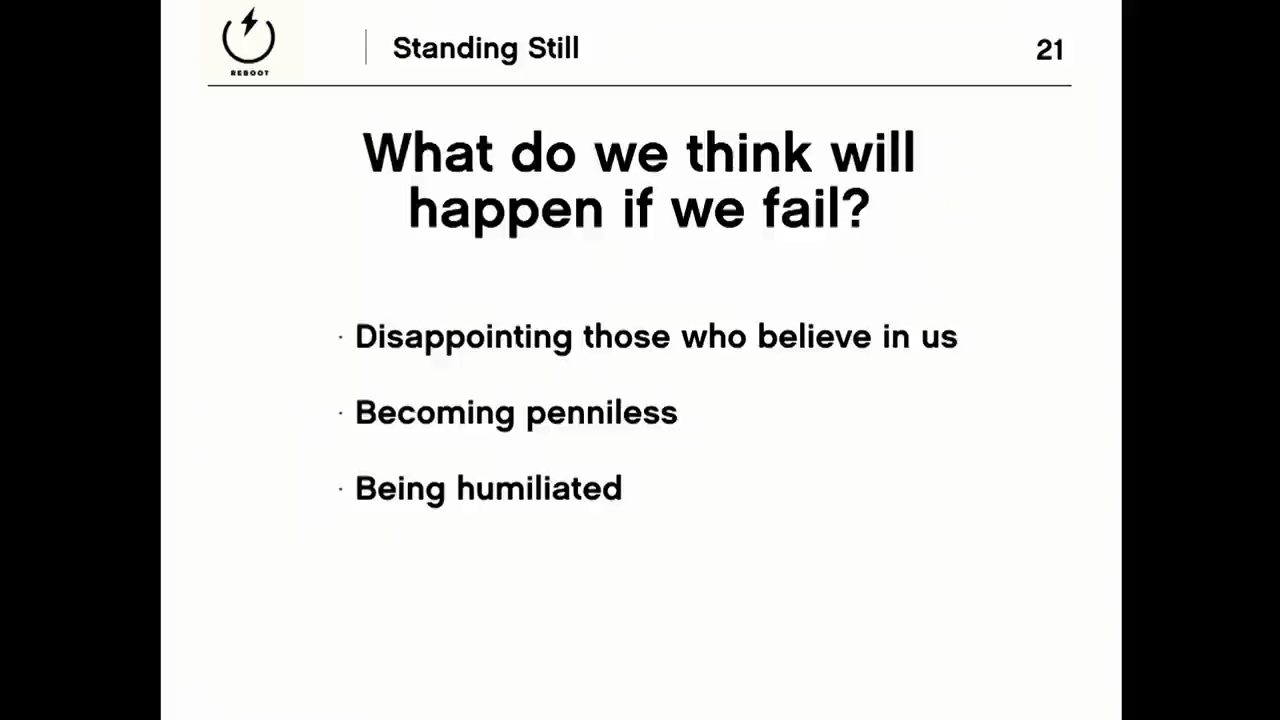 REBOOT
Standing Still
21
What do we think will
happen if we fail?
· Disappointing those who believe in us
· Becoming penniless
· Being humiliated